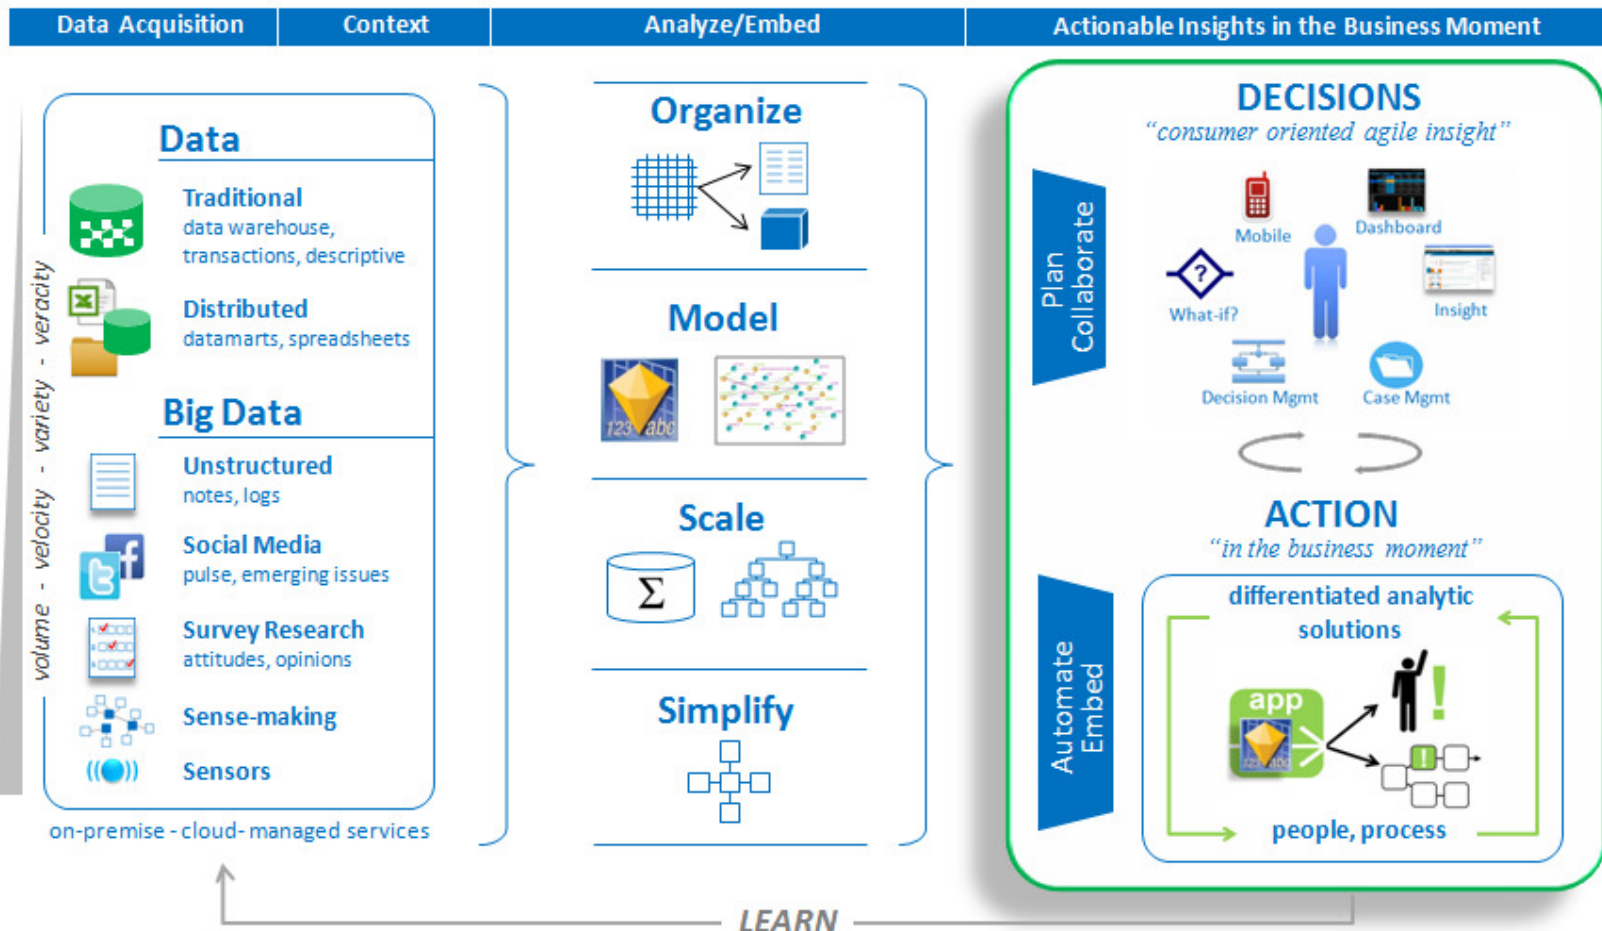 Data Acquisition
Context
Analyze/Embed
Actionable Insights in the Business Moment
volume - velocity - variety - veracity
Data
Traditional
data warehouse,
transactions, descriptive
Distributed
datamarts, spreadsheets
Big Data
Unstructured
notes, logs
Social Media
pulse, emerging issues
Survey Research
attitudes, opinions
Sense-making
Sensors
on-premise - cloud- managed services
Organize
Model
123 abc
Scale
Σ
Simplify
DECISIONS
“consumer oriented agile insight”
Plan
Collaborate
Mobile
Dashboard
?
What-if?
Insight
Decision Mgmt
Case Mgmt
ACTION
“in the business moment”
Automate
Embed
differentiated analytic
solutions
app
123 abc
!
!
people, process
LEARN